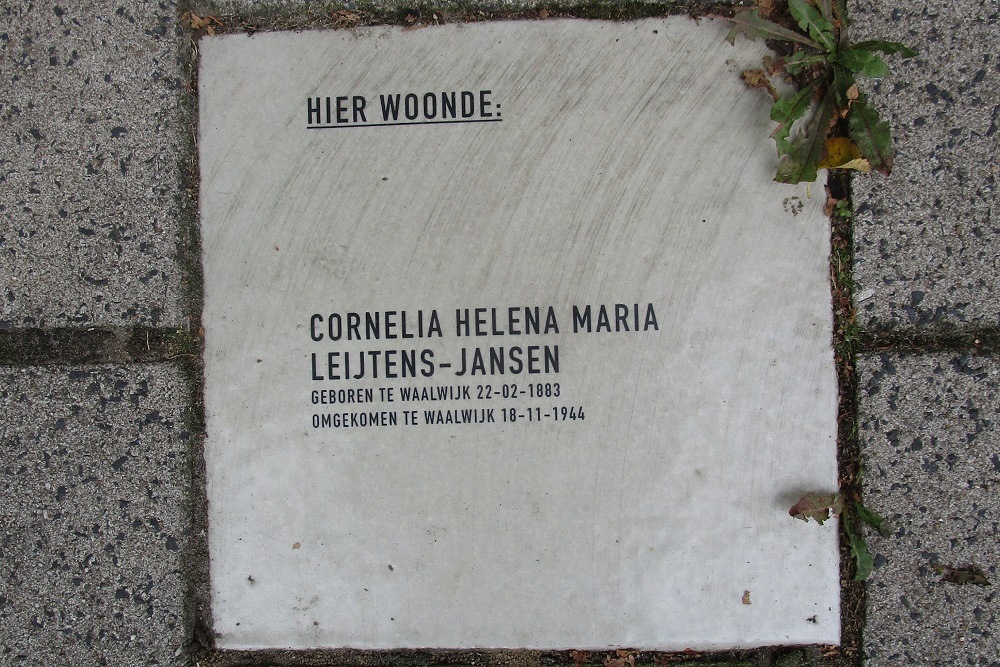 HIER WOONDE:
CORNELIA HELENA MARIA
LEIJTENS-JANSEN
GEBOREN TE WAALWIJK 22-02-1883
OMGEKOMEN TE WAALWIJK 18-11-1944